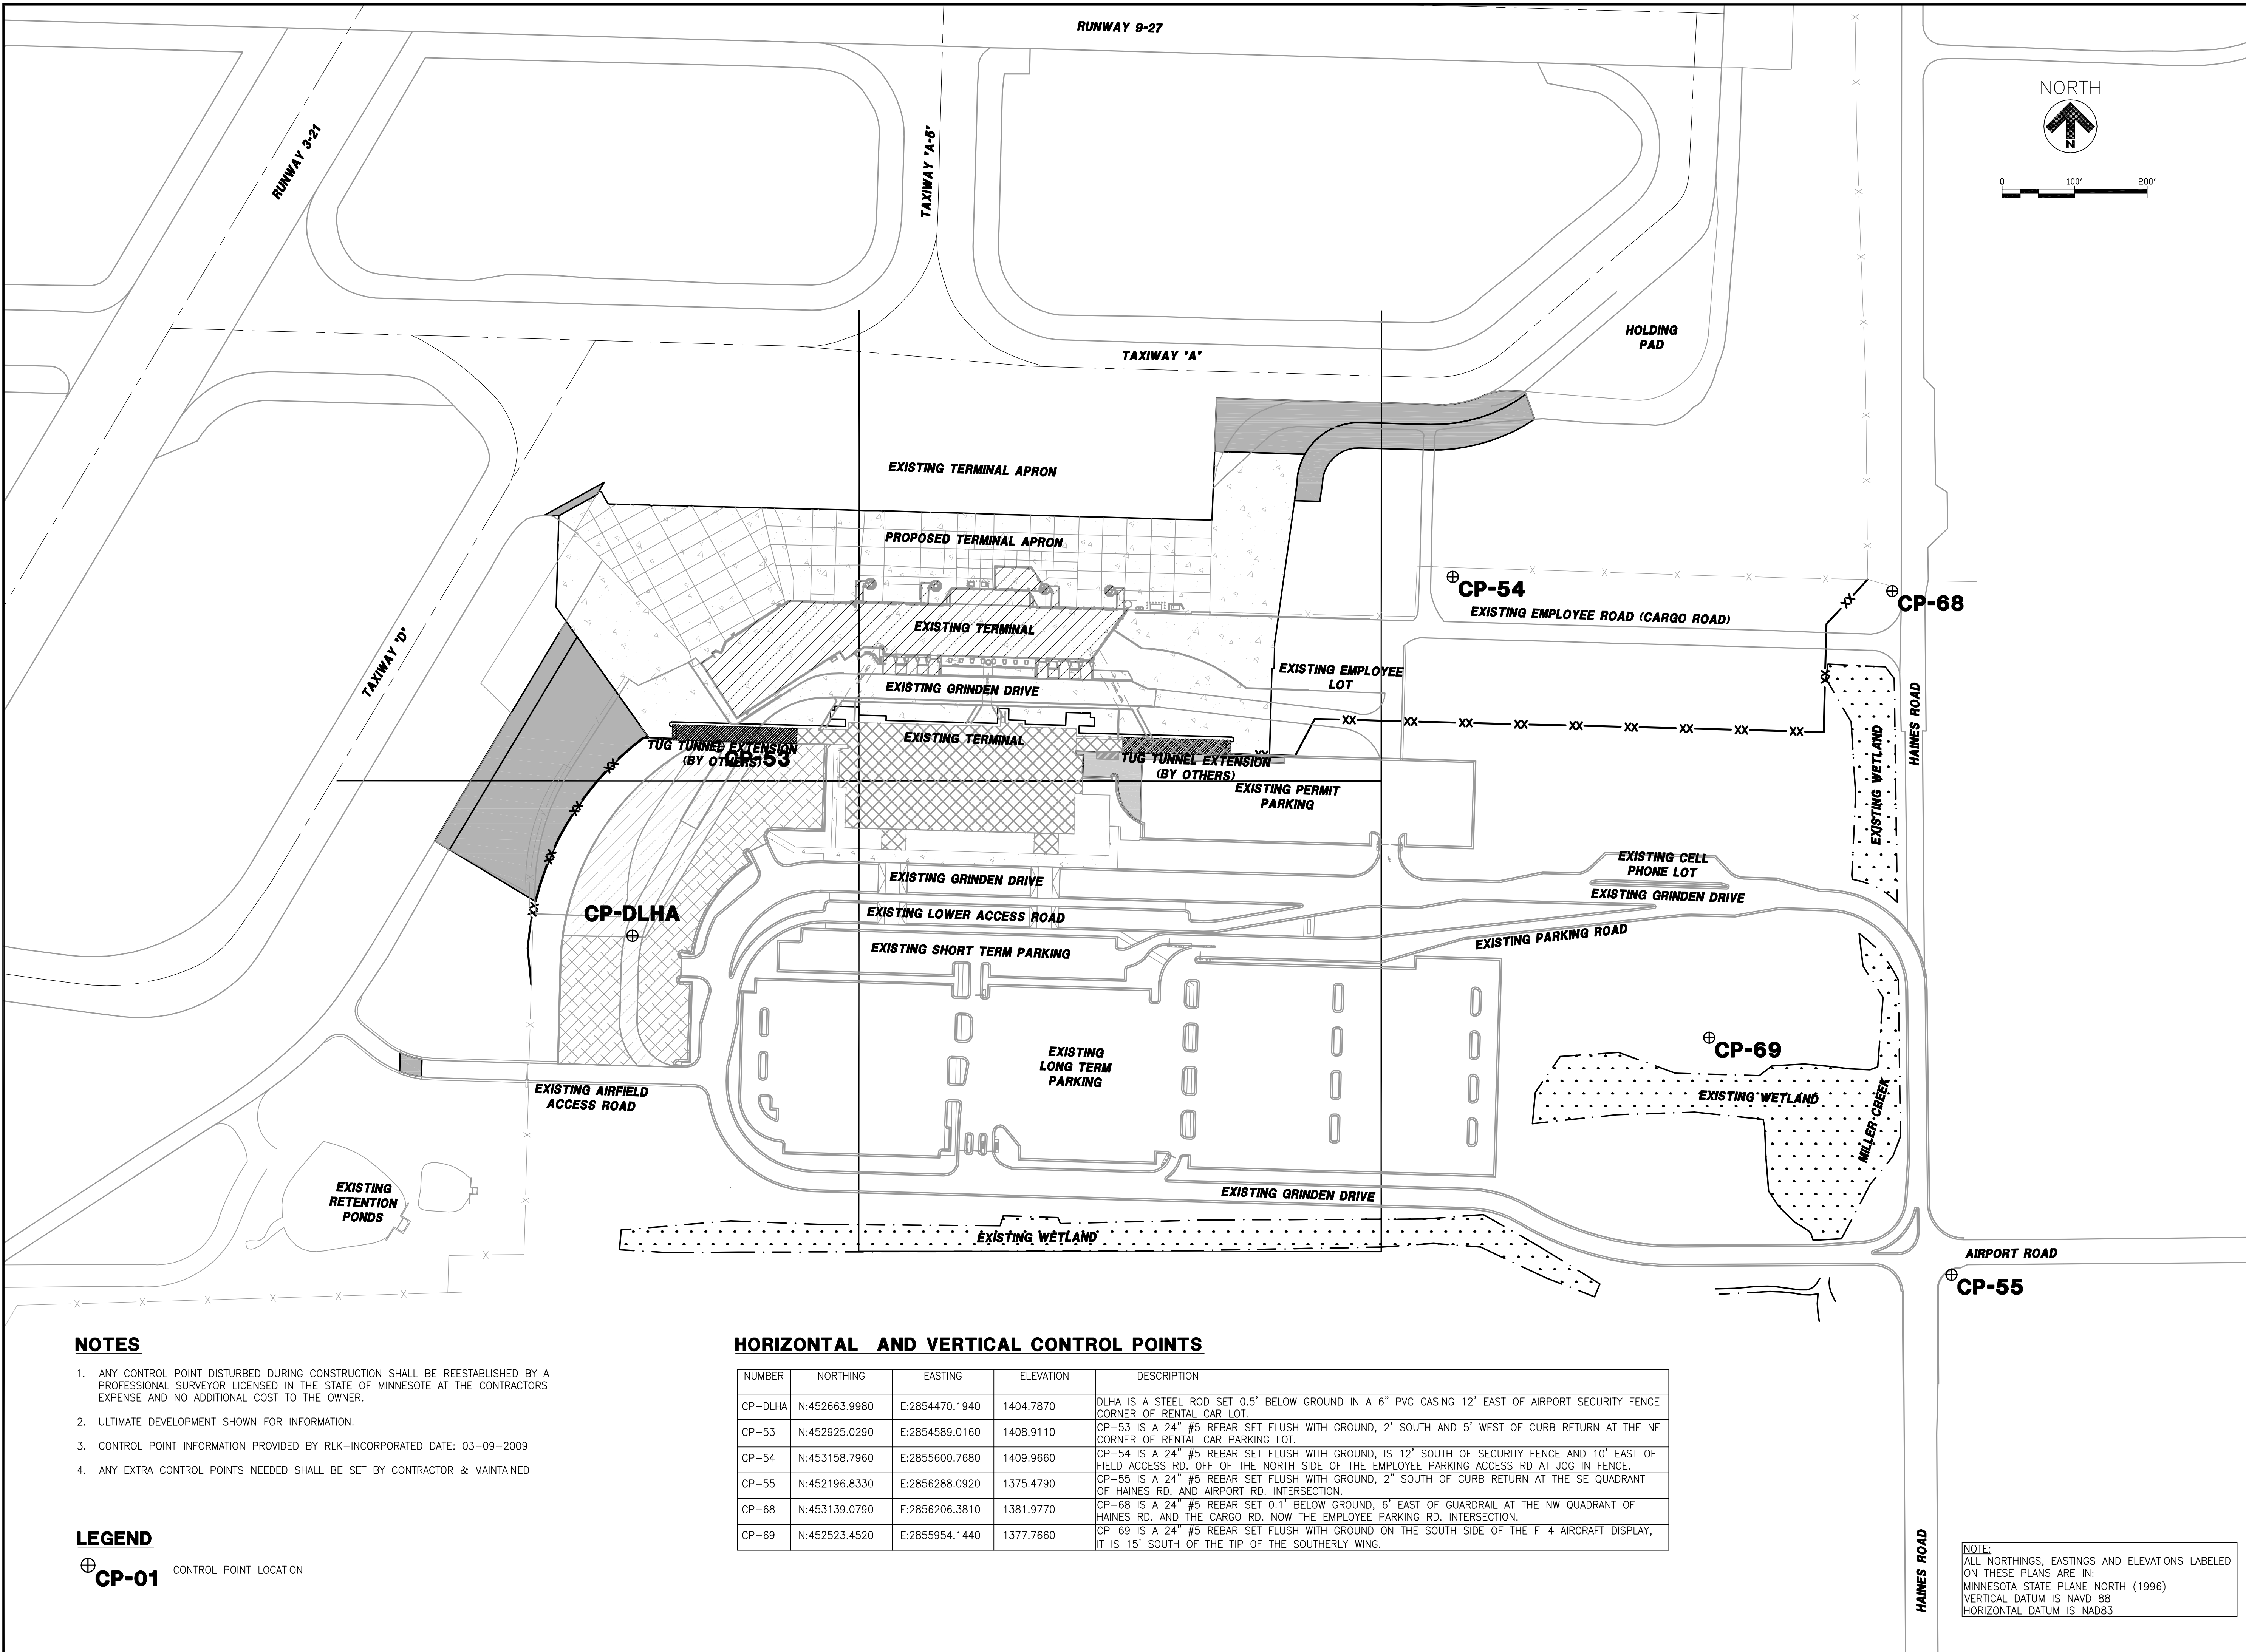 RUNWAY 9-27
RUNWAY 3-21
TAXIWAY "A-5"
NORTH
N
0 100' 200'
HOLDING
PAD
TAXIWAY "A"
EXISTING TERMINAL APRON
PROPOSED TERMINAL APRON
CP-54
CP-68
EXISTING EMPLOYEE ROAD (CARGO ROAD)
EXISTING TERMINAL
TAXIWAY "D"
EXISTING EMPLOYEE
LOT
EXISTING GRINDEN DRIVE
HAINES ROAD
EXISTING WETLAND
EXISTING TERMINAL
TUG TUNNEL EXTENSION
(BY OTHERS)
CP-53
TUG TUNNEL EXTENSION
(BY OTHERS)
EXISTING PERMIT
PARKING
EXISTING CELL
PHONE LOT
EXISTING GRINDEN DRIVE
EXISTING GRINDEN DRIVE
CP-DLHA
EXISTING LOWER ACCESS ROAD
EXISTING PARKING ROAD
EXISTING SHORT TERM PARKING
CP-69
EXISTING
LONG TERM
PARKING
EXISTING AIRFIELD
ACCESS ROAD
EXISTING WETLAND
MILLER CREEK
EXISTING
RETENTION
PONDS
EXISTING GRINDEN DRIVE
EXISTING WETLAND
AIRPORT ROAD
CP-55
NOTES
1. ANY CONTROL POINT DISTURBED DURING CONSTRUCTION SHALL BE REESTABLISHED BY A
PROFESSIONAL SURVEYOR LICENSED IN THE STATE OF MINNESOTE AT THE CONTRACTORS
EXPENSE AND NO ADDITIONAL COST TO THE OWNER.
2. ULTIMATE DEVELOPMENT SHOWN FOR INFORMATION.
3. CONTROL POINT INFORMATION PROVIDED BY RLK-INCORPORATED DATE: 03-09-2009
4. ANY EXTRA CONTROL POINTS NEEDED SHALL BE SET BY CONTRACTOR & MAINTAINED
LEGEND
CP-01 CONTROL POINT LOCATION
HORIZONTAL AND VERTICAL CONTROL POINTS
NUMBER NORTHING EASTING ELEVATION DESCRIPTION
CP-DLHA N:452663.9980 E:2854470.1940 1404.7870 DLHA IS A STEEL ROD SET 0.5' BELOW GROUND IN A 6" PVC CASING 12' EAST OF AIRPORT SECURITY FENCE
CORNER OF RENTAL CAR LOT.
CP-53 N:452925.0290 E:2854589.0160 1408.9110 CP-53 IS A 24" #5 REBAR SET FLUSH WITH GROUND, 2' SOUTH AND 5' WEST OF CURB RETURN AT THE NE
CORNER OF RENTAL CAR PARKING LOT.
CP-54 N:453158.7960 E:2855600.7680 1409.9660 CP-54 IS A 24" #5 REBAR SET FLUSH WITH GROUND, IS 12' SOUTH OF SECURITY FENCE AND 10' EAST OF
FIELD ACCESS RD. OFF OF THE NORTH SIDE OF THE EMPLOYEE PARKING ACCESS RD AT JOG IN FENCE.
CP-55 N:452196.8330 E:2856288.0920 1375.4790 CP-55 IS A 24" #5 REBAR SET FLUSH WITH GROUND, 2" SOUTH OF CURB RETURN AT THE SE QUADRANT
OF HAINES RD. AND AIRPORT RD. INTERSECTION.
CP-68 N:453139.0790 E:2856206.3810 1381.9770 CP-68 IS A 24" #5 REBAR SET 0.1' BELOW GROUND, 6' EAST OF GUARDRAIL AT THE NW QUADRANT OF
HAINES RD. AND THE CARGO RD. NOW THE EMPLOYEE PARKING RD. INTERSECTION.
CP-69 N:452523.4520 E:2855954.1440 1377.7660 CP-69 IS A 24" #5 REBAR SET FLUSH WITH GROUND ON THE SOUTH SIDE OF THE F-4 AIRCRAFT DISPLAY,
IT IS 15' SOUTH OF THE TIP OF THE SOUTHERLY WING.
HAINES ROAD
NOTE:
ALL NORTHINGS, EASTINGS AND ELEVATIONS LABELED
ON THESE PLANS ARE IN:
MINNESOTA STATE PLANE NORTH (1996)
VERTICAL DATUM IS NAVD 88
HORIZONTAL DATUM IS NAD83